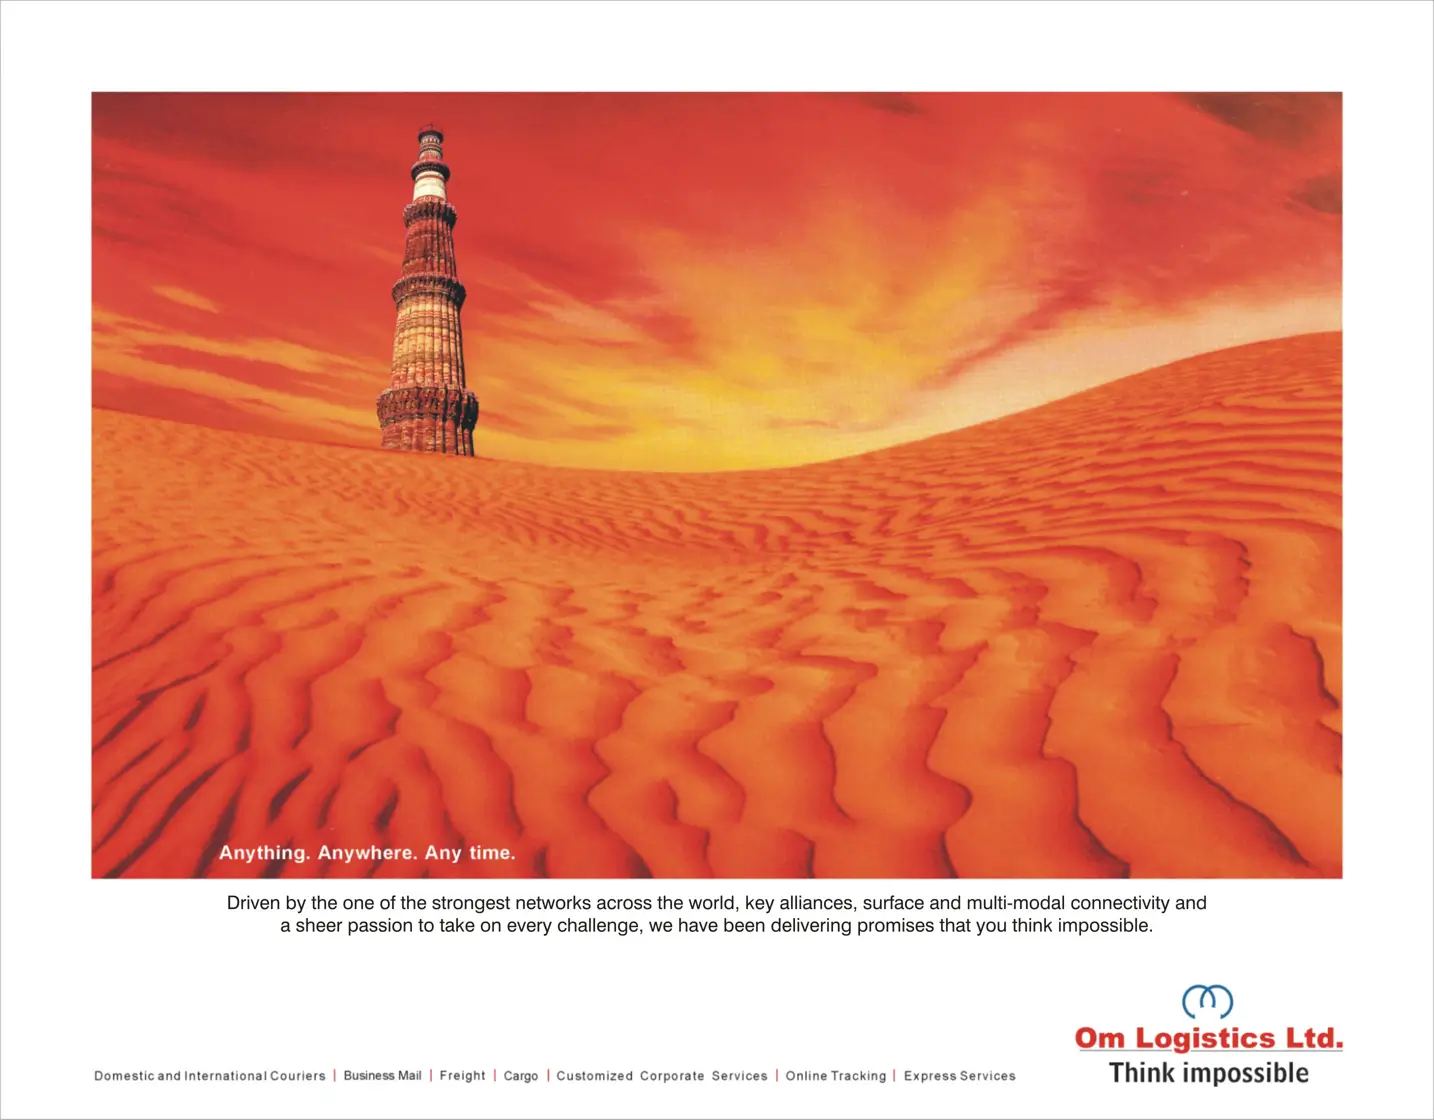 Anything. Anywhere. Any time.
Driven by the one of the strongest networks across the world, key alliances, surface and multi-modal connectivity and
a sheer passion to take on every challenge, we have been delivering promises that you think impossible.
Om Logistics Ltd.
Think impossible
Domestic and International Couriers | Business Mail | Freight | Cargo | Customized Corporate Services | Online Tracking | Express Services